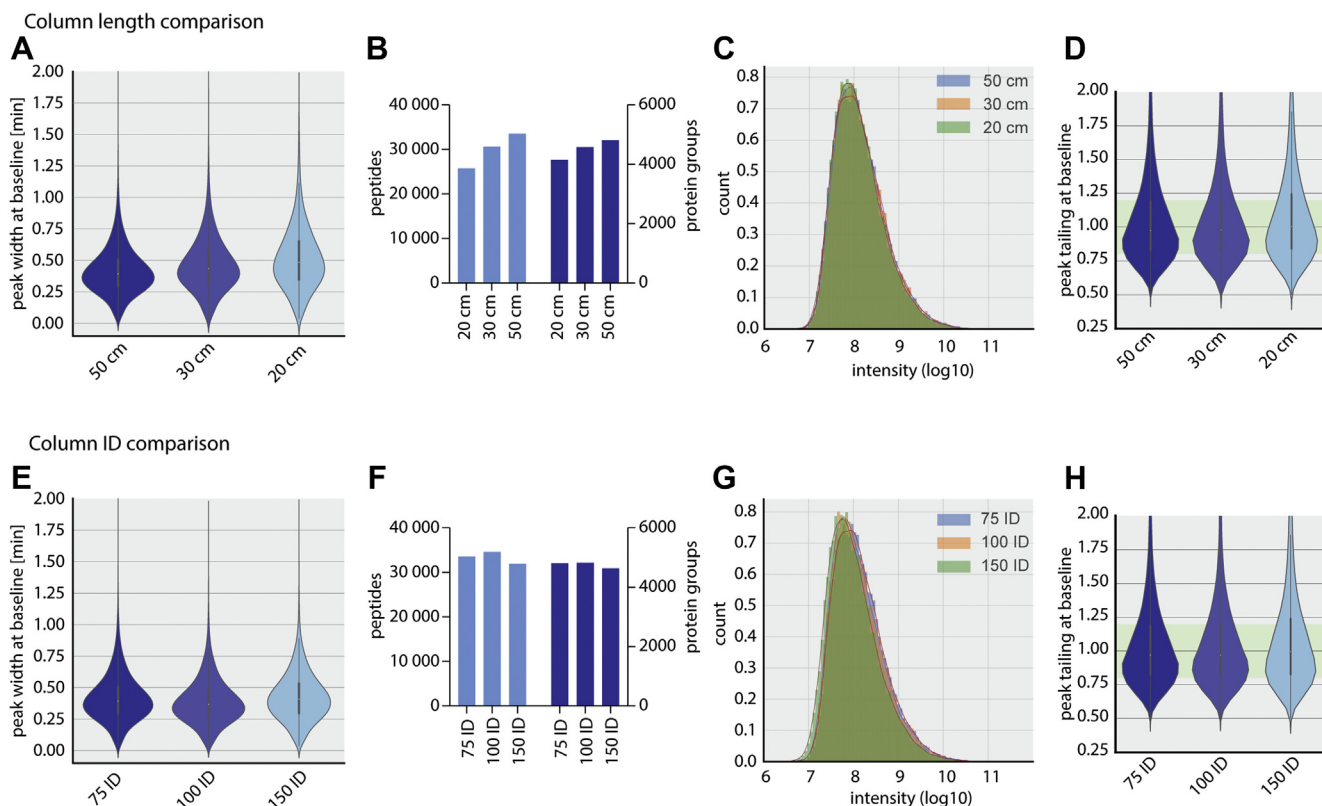 Column length comparison
A
peak width at baseline [min]
2.00
1.75
1.50
1.25
1.00
0.75
0.50
0.25
0.00
50 cm
30 cm
20 cm
B
peptides
40 000
30 000
20 000
10 000
0
protein groups
6000
4000
2000
0
20 cm
30 cm
50 cm
20 cm
30 cm
50 cm
C
count
0.8
0.7
0.6
0.5
0.4
0.3
0.2
0.1
0.0
50 cm
30 cm
20 cm
6 7 8 9 10 11
intensity (log10)
D
peak tailing at baseline
2.00
1.75
1.50
1.25
1.00
0.75
0.50
0.25
50 cm
30 cm
20 cm
Column ID comparison
E
peak width at baseline [min]
2.00
1.75
1.50
1.25
1.00
0.75
0.50
0.25
0.00
75 ID
100 ID
150 ID
F
peptides
40 000
30 000
20 000
10 000
0
protein groups
6000
4000
2000
0
75 ID
100 ID
150 ID
75 ID
100 ID
150 ID
G
count
0.8
0.7
0.6
0.5
0.4
0.3
0.2
0.1
0.0
75 ID
100 ID
150 ID
6 7 8 9 10 11
intensity (log10)
H
peak tailing at baseline
2.00
1.75
1.50
1.25
1.00
0.75
0.50
0.25
75 ID
100 ID
150 ID